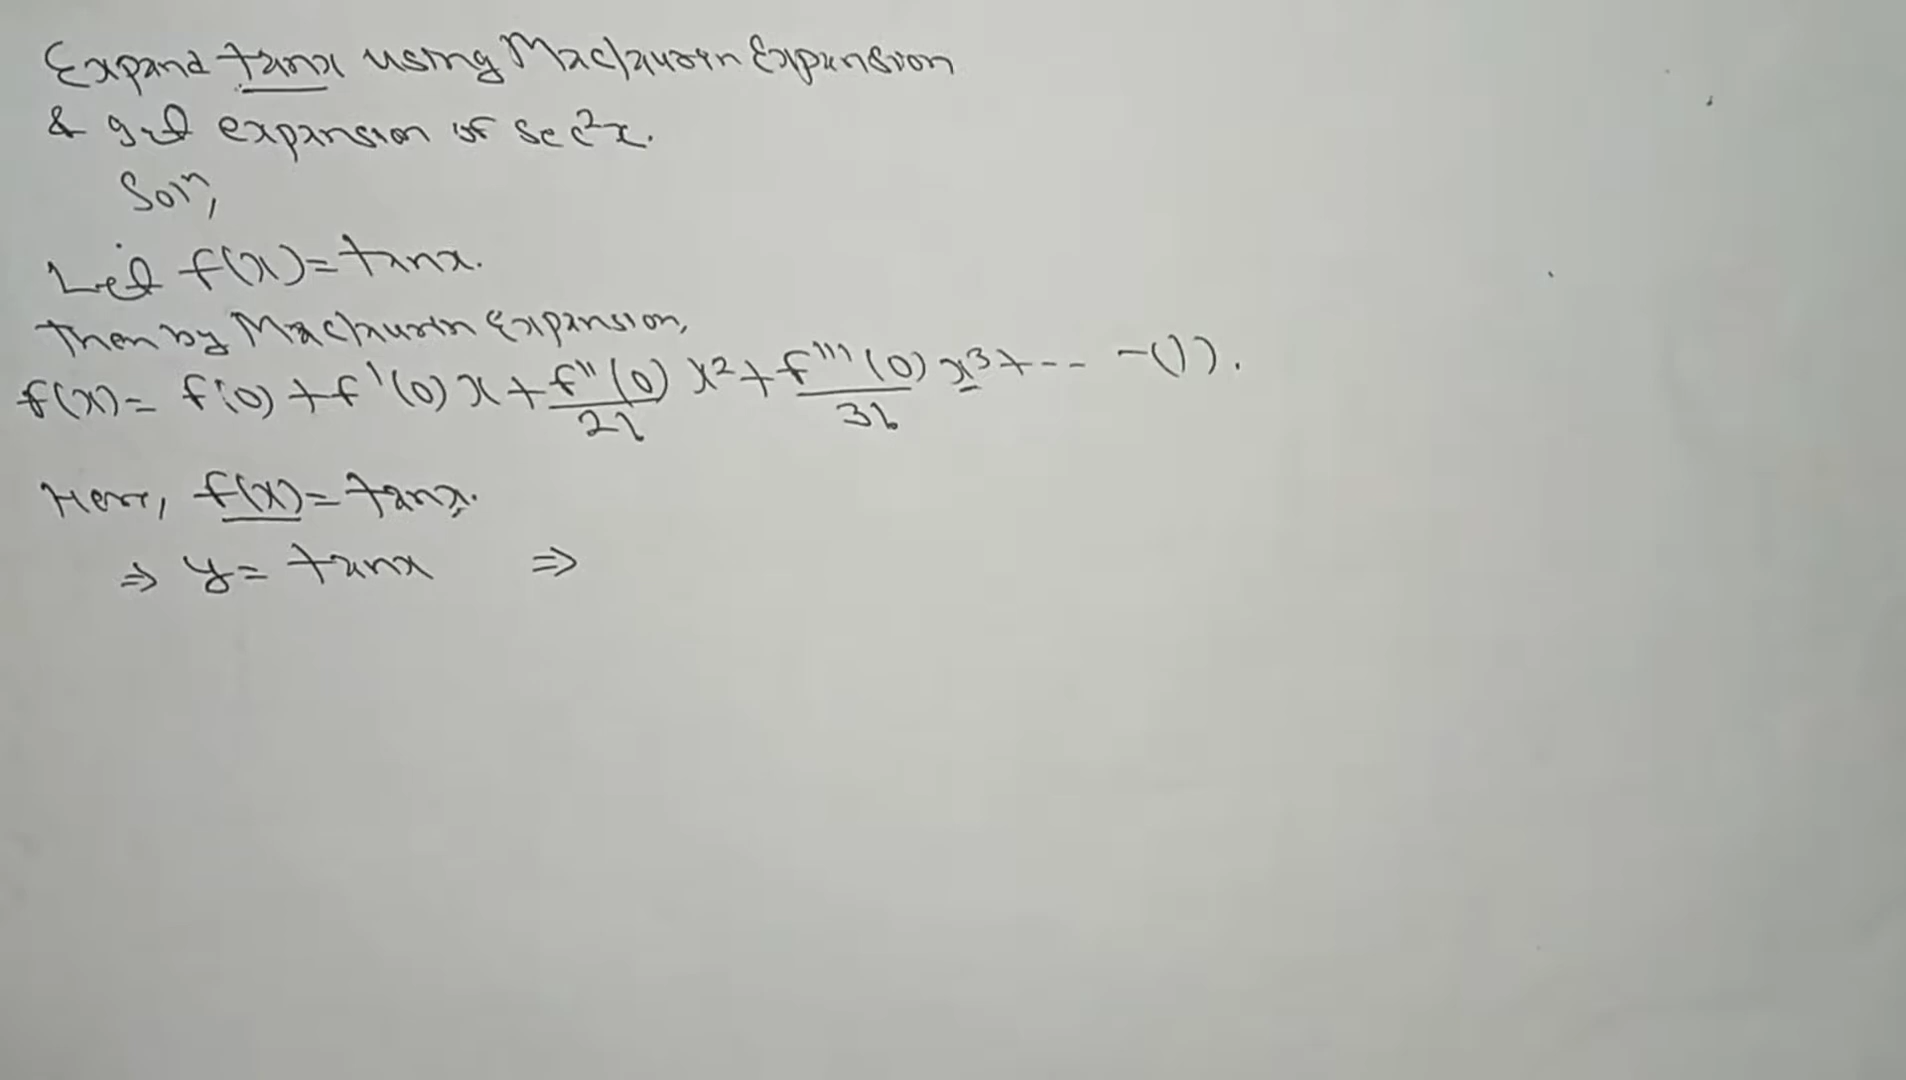 Expand tanx using Maclaurin Expansion
& get expansion of sec²x.
Soln,
Let f(x)=tanx.
Then by Maclaurin Expansion,
f(x)= f(0)+f'(0)x+f''(0)/2! x²+f'''(0)/3! x³+--- -(1).
Here, f(x)=tanx.
⇒ y= tanx ⇒